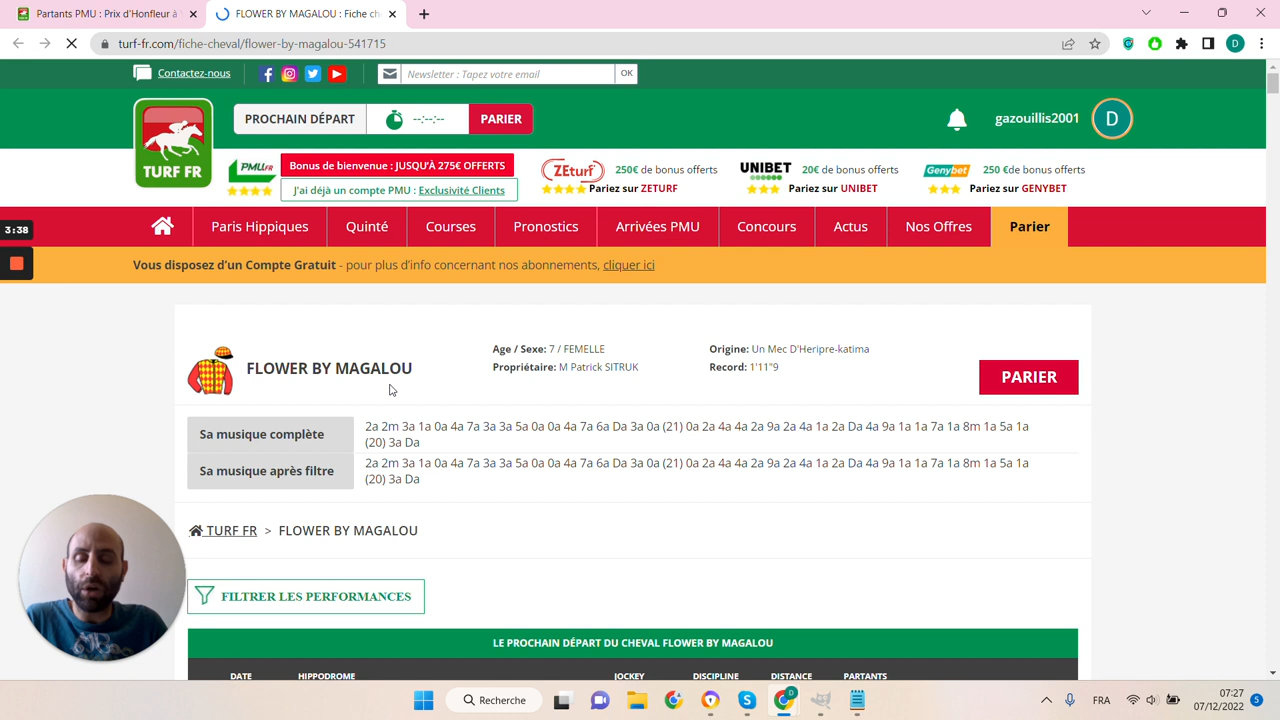 Partants PMU : Prix d'Honfleur à
FLOWER BY MAGALOU : Fiche ch
turf-fr.com/fiche-cheval/flower-by-magalou-541715
D
Contactez-nous
Newsletter : Tapez votre email
OK
TURF FR
PROCHAIN DÉPART
--:--:--
PARIER
gazouillis2001
D
PMU.FR
Bonus de bienvenue : JUSQU'À 275€ OFFERTS
J'ai déjà un compte PMU : Exclusivité Clients
ZEturf
250€ de bonus offerts
Pariez sur ZETURF
UNIBET
20€ de bonus offerts
Pariez sur UNIBET
Genybet
250 €de bonus offerts
Pariez sur GENYBET
3:38
Paris Hippiques
Quinté
Courses
Pronostics
Arrivées PMU
Concours
Actus
Nos Offres
Parier
Vous disposez d'un Compte Gratuit - pour plus d'info concernant nos abonnements, cliquer ici
FLOWER BY MAGALOU
Age / Sexe: 7 / FEMELLE
Propriétaire: M Patrick SITRUK
Origine: Un Mec D'Heripre-katima
Record: 1'11"9
PARIER
Sa musique complète
2a 2m 3a 1a 0a 4a 7a 3a 3a 5a 0a 0a 4a 7a 6a Da 3a 0a (21) 0a 2a 4a 4a 2a 9a 2a 4a 1a 2a Da 4a 9a 1a 1a 7a 1a 8m 1a 5a 1a
(20) 3a Da
Sa musique après filtre
2a 2m 3a 1a 0a 4a 7a 3a 3a 5a 0a 0a 4a 7a 6a Da 3a 0a (21) 0a 2a 4a 4a 2a 9a 2a 4a 1a 2a Da 4a 9a 1a 1a 7a 1a 8m 1a 5a 1a
(20) 3a Da
TURF FR > FLOWER BY MAGALOU
FILTRER LES PERFORMANCES
LE PROCHAIN DÉPART DU CHEVAL FLOWER BY MAGALOU
DATE
HIPPODROME
JOCKEY
DISCIPLINE
DISTANCE
PARTANTS
Recherche
D
FRA
07:27
07/12/2022
5